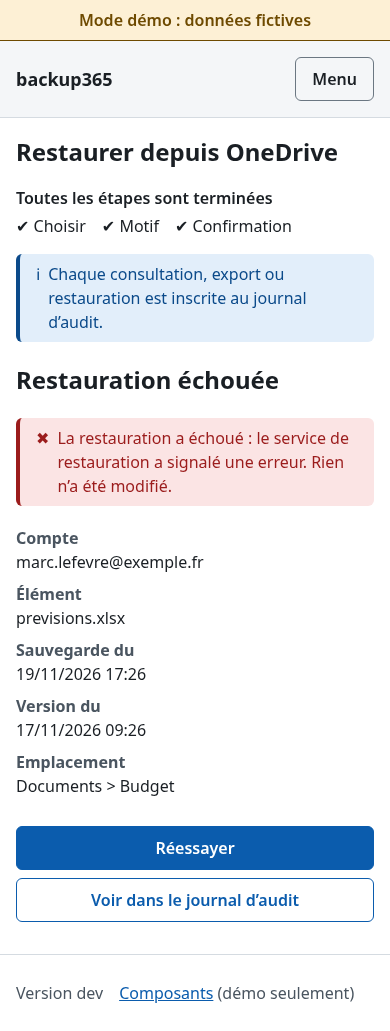 Mode démo : données fictives
backup365
Menu
Restaurer depuis OneDrive
Toutes les étapes sont terminées
✔ Choisir ✔ Motif ✔ Confirmation
i Chaque consultation, export ou
restauration est inscrite au journal
d’audit.
Restauration échouée
✖ La restauration a échoué : le service de
restauration a signalé une erreur. Rien
n’a été modifié.
Compte
marc.lefevre@exemple.fr
Élément
previsions.xlsx
Sauvegarde du
19/11/2026 17:26
Version du
17/11/2026 09:26
Emplacement
Documents > Budget
Réessayer
Voir dans le journal d’audit
Version dev Composants (démo seulement)